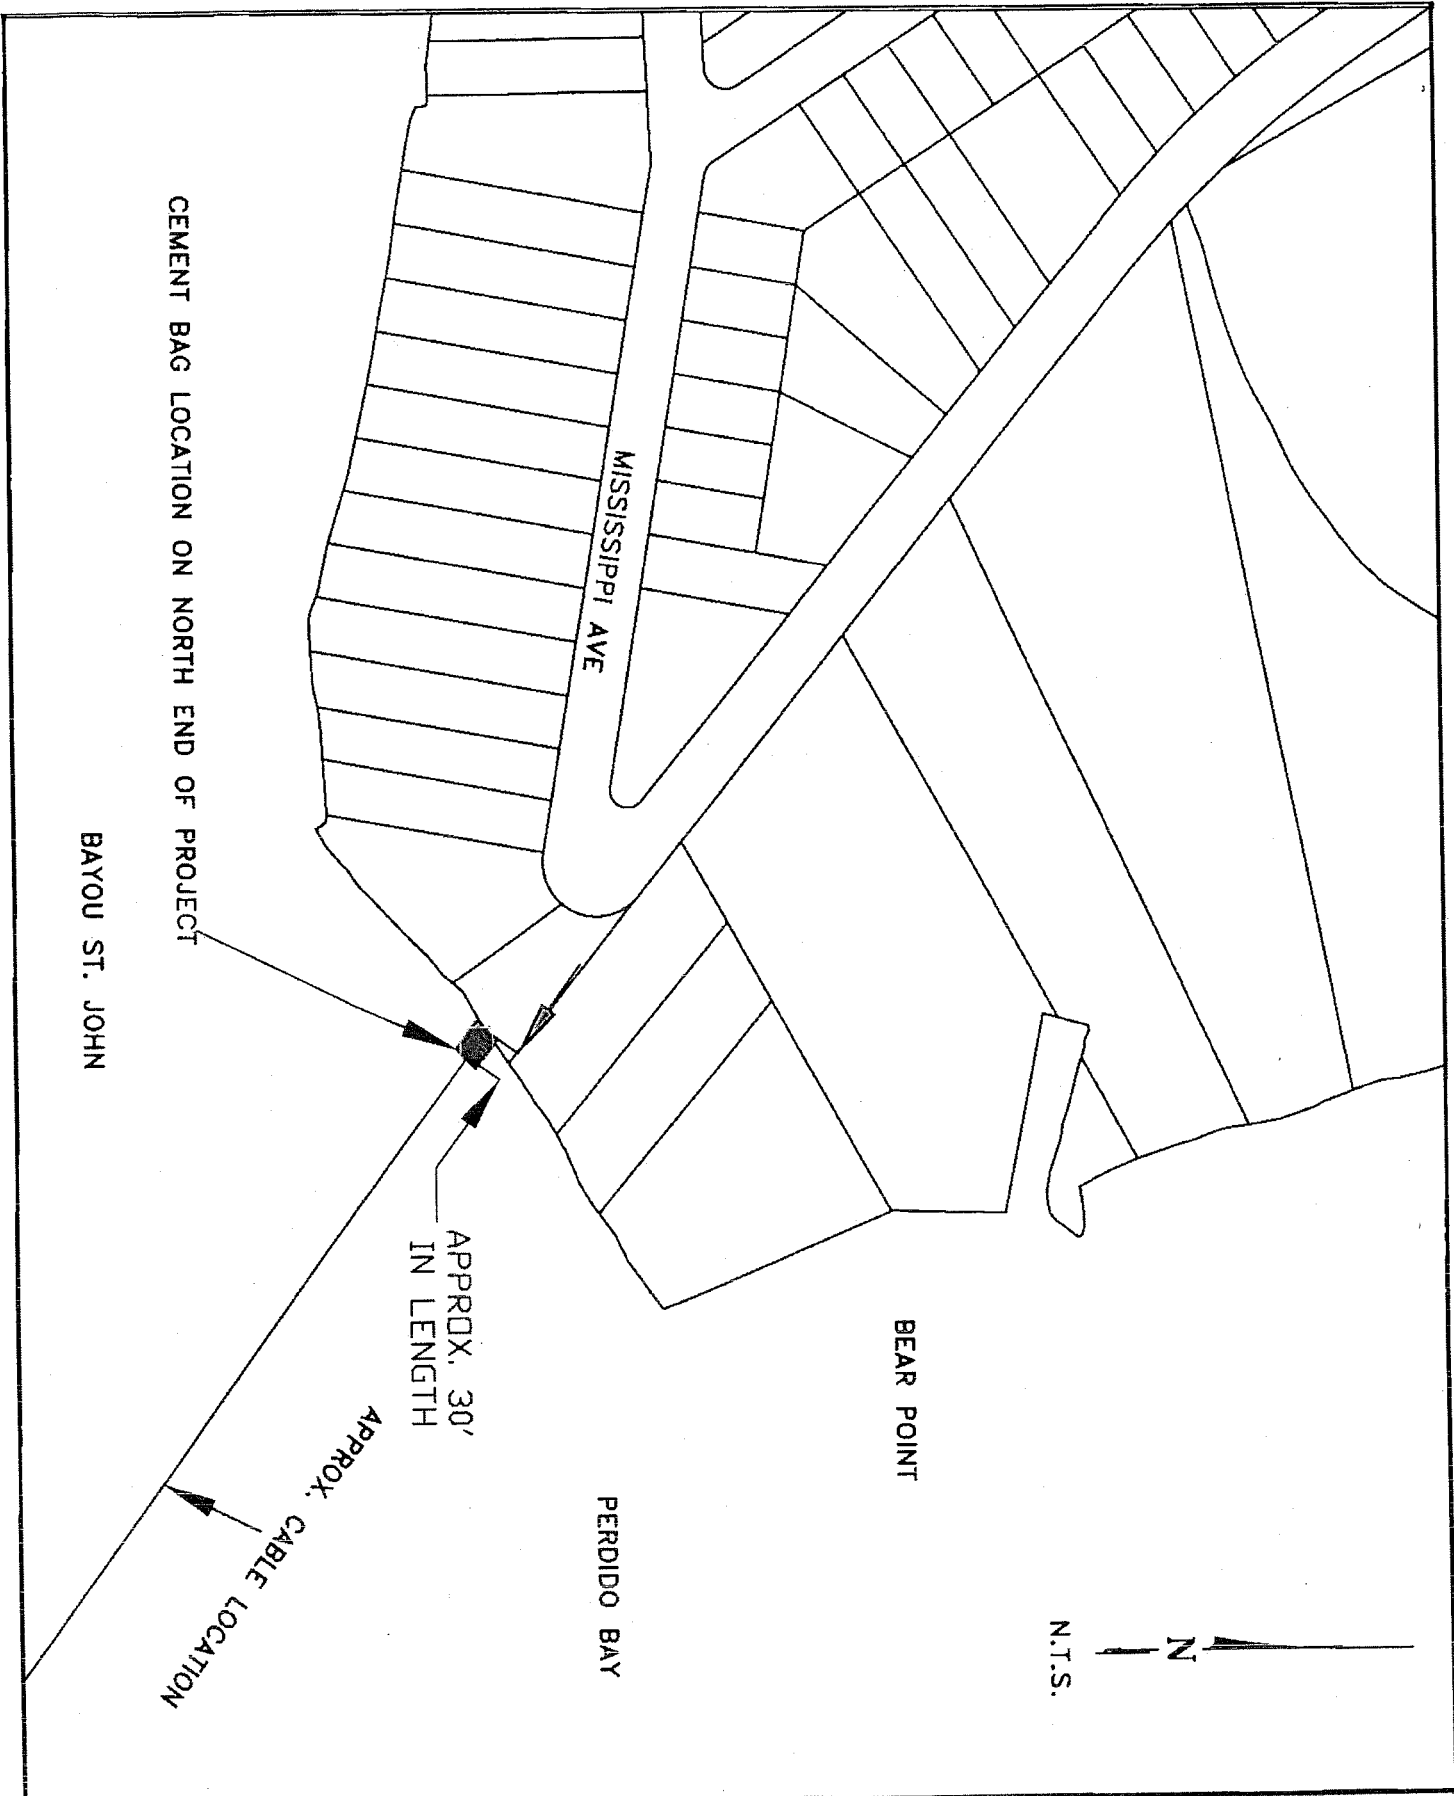 MISSISSIPPI AVE
CEMENT BAG LOCATION ON NORTH END OF PROJECT
BAYOU ST. JOHN
APPROX. 30'
IN LENGTH
APPROX. CABLE LOCATION
BEAR POINT
PERDIDO BAY
N
N.T.S.